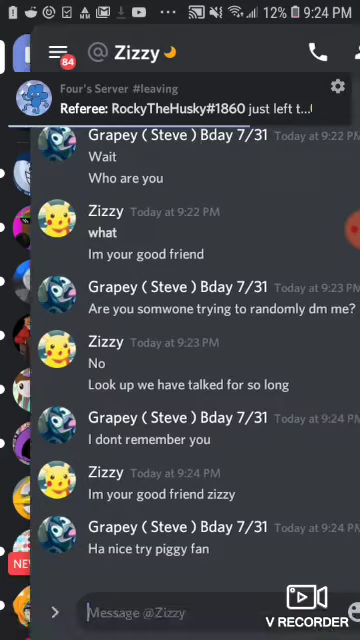 12% 9:24 PM
@ Zizzy
84
Four's Server #leaving
Referee: RockyTheHusky#1860 just left t...
Grapey ( Steve ) Bday 7/31 Today at 9:22 PM
Wait
Who are you
Zizzy Today at 9:22 PM
what
Im your good friend
Grapey ( Steve ) Bday 7/31 Today at 9:23 PM
Are you somwone trying to randomly dm me?
Zizzy Today at 9:23 PM
No
Look up we have talked for so long
Grapey ( Steve ) Bday 7/31 Today at 9:24 PM
I dont remember you
Zizzy Today at 9:24 PM
Im your good friend zizzy
Grapey ( Steve ) Bday 7/31 Today at 9:24 PM
Ha nice try piggy fan
NE
Message @Zizzy
V RECORDER